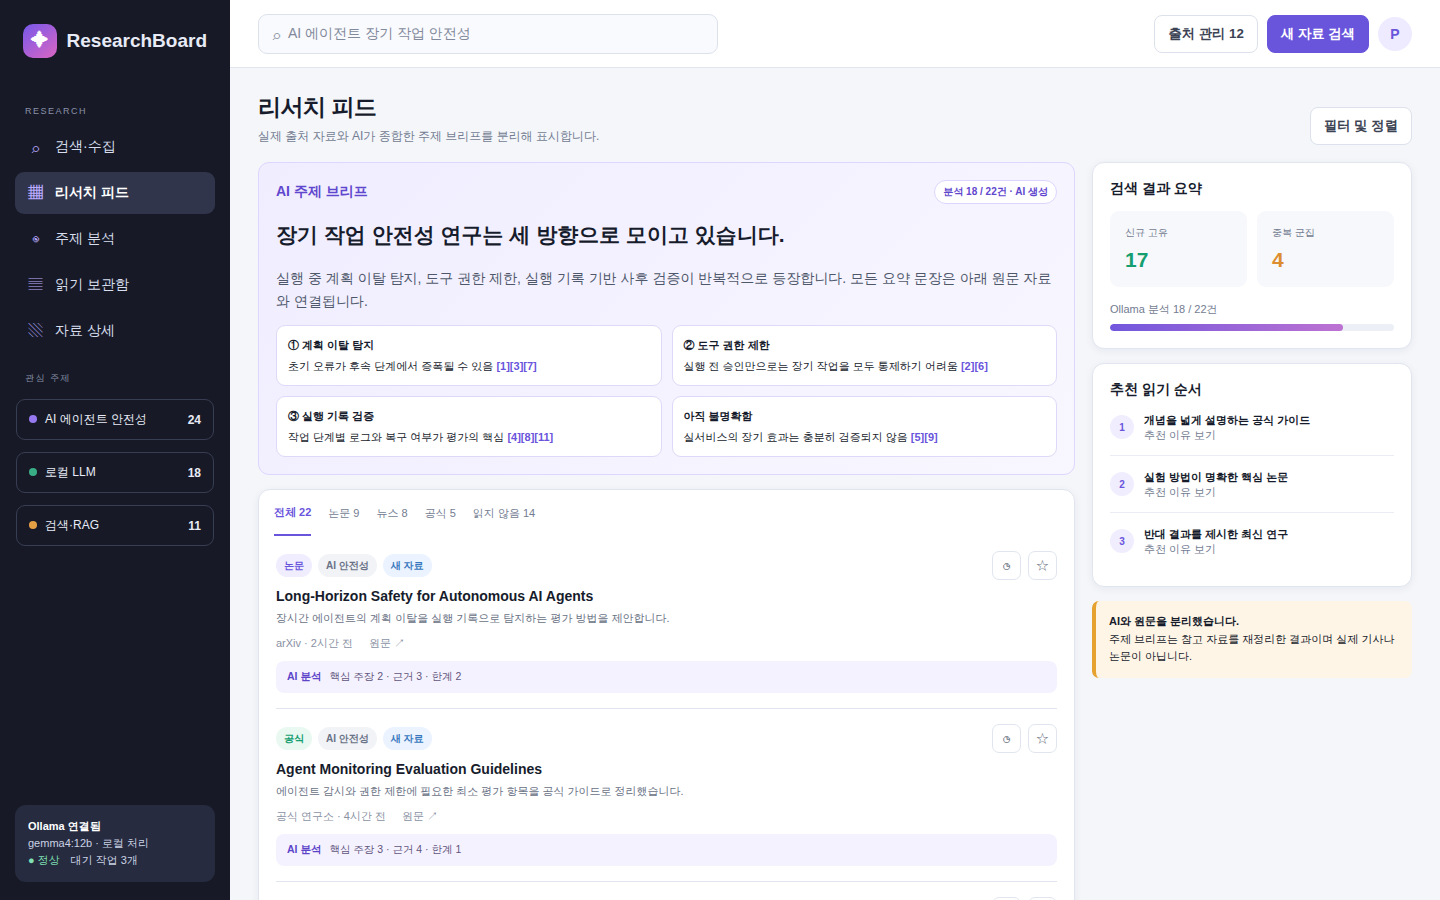 ResearchBoard
RESEARCH
검색·수집
리서치 피드
주제 분석
읽기 보관함
자료 상세
관심 주제
AI 에이전트 안전성 24
로컬 LLM 18
검색·RAG 11
Ollama 연결됨
gemma4:12b · 로컬 처리
● 정상 대기 작업 3개
AI 에이전트 장기 작업 안전성
출처 관리 12
새 자료 검색
P
리서치 피드
실제 출처 자료와 AI가 종합한 주제 브리프를 분리해 표시합니다.
필터 및 정렬
AI 주제 브리프
분석 18 / 22건 · AI 생성
장기 작업 안전성 연구는 세 방향으로 모이고 있습니다.
실행 중 계획 이탈 탐지, 도구 권한 제한, 실행 기록 기반 사후 검증이 반복적으로 등장합니다. 모든 요약 문장은 아래 원문 자료
와 연결됩니다.
① 계획 이탈 탐지
초기 오류가 후속 단계에서 증폭될 수 있음 [1][3][7]
② 도구 권한 제한
실행 전 승인만으로는 장기 작업을 모두 통제하기 어려움 [2][6]
③ 실행 기록 검증
작업 단계별 로그와 복구 여부가 평가의 핵심 [4][8][11]
아직 불명확함
실서비스의 장기 효과는 충분히 검증되지 않음 [5][9]
전체 22 논문 9 뉴스 8 공식 5 읽지 않음 14
논문 AI 안전성 새 자료
Long-Horizon Safety for Autonomous AI Agents
장시간 에이전트의 계획 이탈을 실행 기록으로 탐지하는 평가 방법을 제안합니다.
arXiv · 2시간 전 원문 ↗
AI 분석 핵심 주장 2 · 근거 3 · 한계 2
공식 AI 안전성 새 자료
Agent Monitoring Evaluation Guidelines
에이전트 감시와 권한 제한에 필요한 최소 평가 항목을 공식 가이드로 정리했습니다.
공식 연구소 · 4시간 전 원문 ↗
AI 분석 핵심 주장 3 · 근거 4 · 한계 1
검색 결과 요약
신규 고유
17
중복 군집
4
Ollama 분석 18 / 22건
추천 읽기 순서
1 개념을 넓게 설명하는 공식 가이드
추천 이유 보기
2 실험 방법이 명확한 핵심 논문
추천 이유 보기
3 반대 결과를 제시한 최신 연구
추천 이유 보기
AI와 원문을 분리했습니다.
주제 브리프는 참고 자료를 재정리한 결과이며 실제 기사나
논문이 아닙니다.